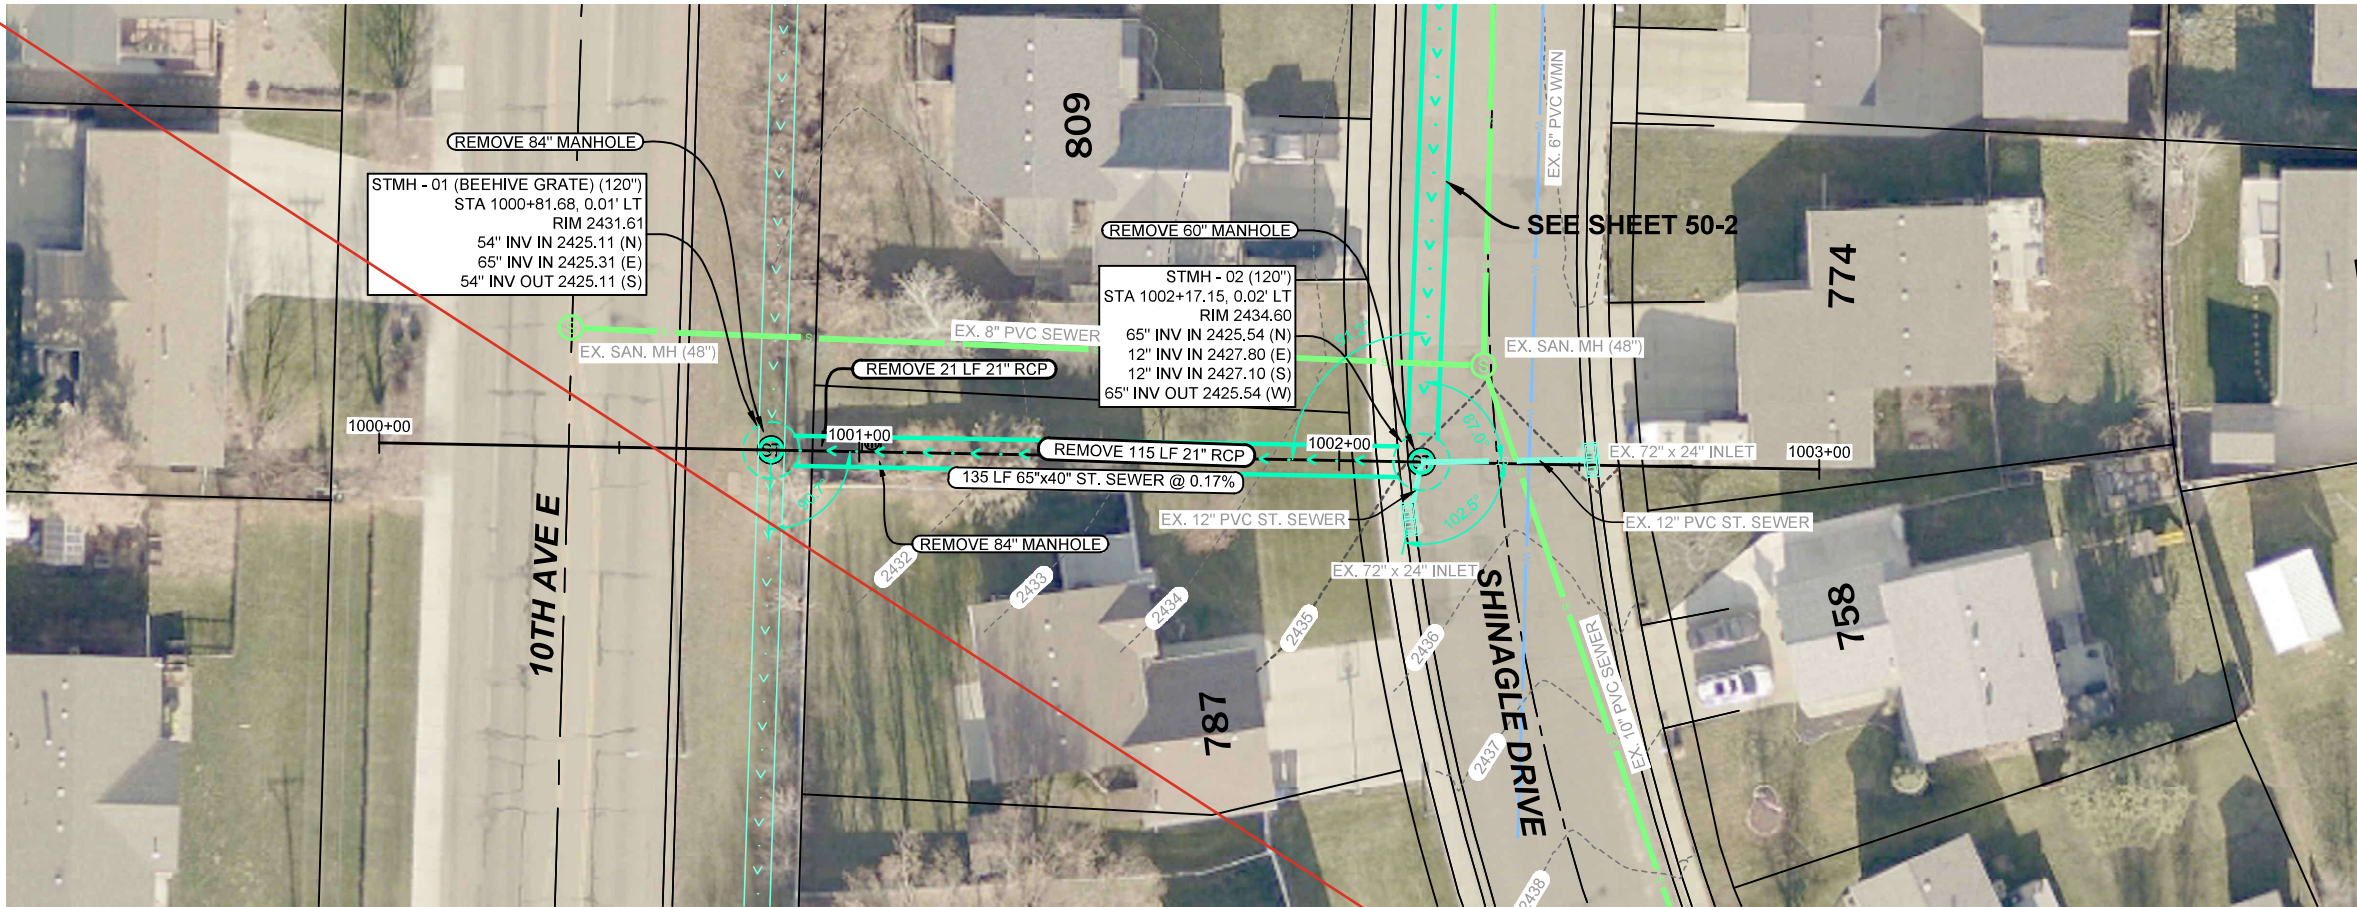 REMOVE 84" MANHOLE
STMH - 01 (BEEHIVE GRATE) (120")
STA 1000+81.68, 0.01' LT
RIM 2431.61
54" INV IN 2425.11 (N)
65" INV IN 2425.31 (E)
54" INV OUT 2425.11 (S)
809
EX. 6" PVC WMN
REMOVE 60" MANHOLE
SEE SHEET 50-2
STMH - 02 (120")
STA 1002+17.15, 0.02' LT
RIM 2434.60
65" INV IN 2425.54 (N)
12" INV IN 2427.80 (E)
12" INV IN 2427.10 (S)
65" INV OUT 2425.54 (W)
774
EX. SAN. MH (48")
EX. 8" PVC SEWER
91.2°
EX. SAN. MH (48")
REMOVE 21 LF 21" RCP
67.0°
1000+00
1001+00
1002+00
1003+00
REMOVE 115 LF 21" RCP
EX. 72" x 24" INLET
135 LF 65"x40" ST. SEWER @ 0.17%
90.7°
102.5°
EX. 12" PVC ST. SEWER
EX. 12" PVC ST. SEWER
REMOVE 84" MANHOLE
EX. 72" x 24" INLET
10TH AVE E
2432
2433
2434
2435
2436
2437
2438
SHINAGLE DRIVE
EX. 10" PVC SEWER
758
787